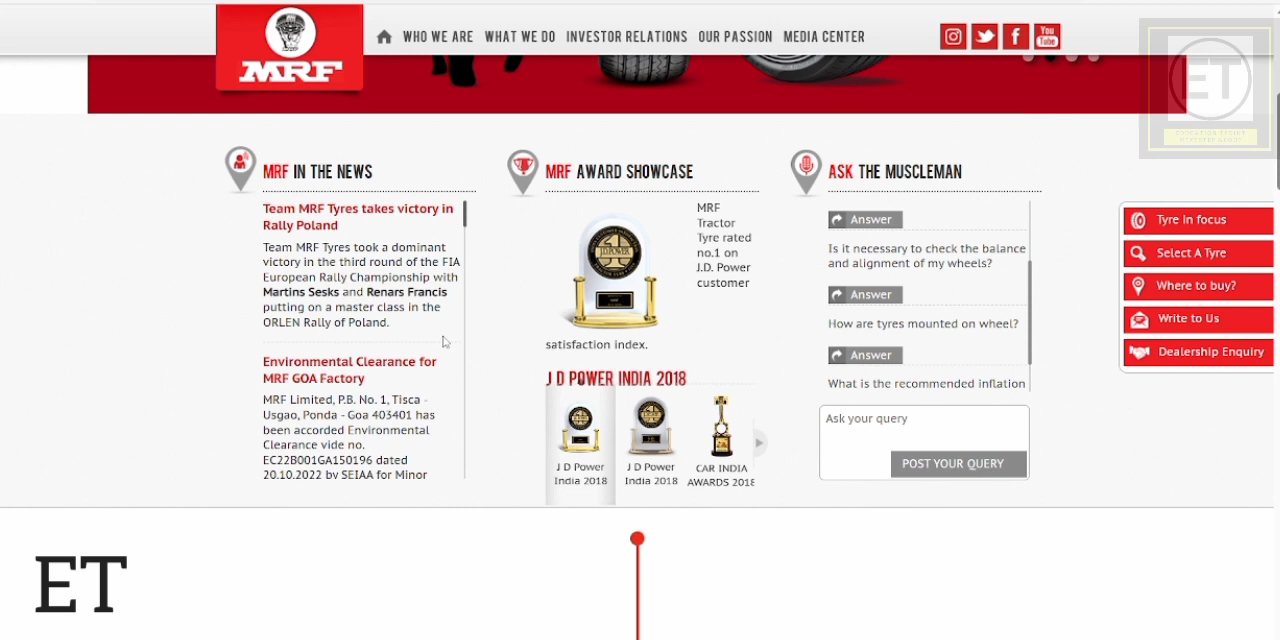 MRF
WHO WE ARE WHAT WE DO INVESTOR RELATIONS OUR PASSION MEDIA CENTER
You
Tube
ET
MRF IN THE NEWS
Team MRF Tyres takes victory in
Rally Poland
Team MRF Tyres took a dominant
victory in the third round of the FIA
European Rally Championship with
Martins Sesks and Renars Francis
putting on a master class in the
ORLEN Rally of Poland.
Environmental Clearance for
MRF GOA Factory
MRF Limited, P.B. No. 1, Tisca -
Usgao, Ponda - Goa 403401 has
been accorded Environmental
Clearance vide no.
EC22B001GA150196 dated
20.10.2022 by SEIAA for Minor
MRF AWARD SHOWCASE
MRF
Tractor
Tyre rated
no.1 on
J.D. Power
customer
satisfaction index.
J.D.POWER
J D POWER INDIA 2018
J D Power
India 2018
J D Power
India 2018
CAR INDIA
AWARDS 2018
ASK THE MUSCLEMAN
Answer
Is it necessary to check the balance
and alignment of my wheels?
Answer
How are tyres mounted on wheel?
Answer
What is the recommended inflation
Ask your query
POST YOUR QUERY
Tyre In focus
Select A Tyre
Where to buy?
Write to Us
Dealership Enquiry
ET